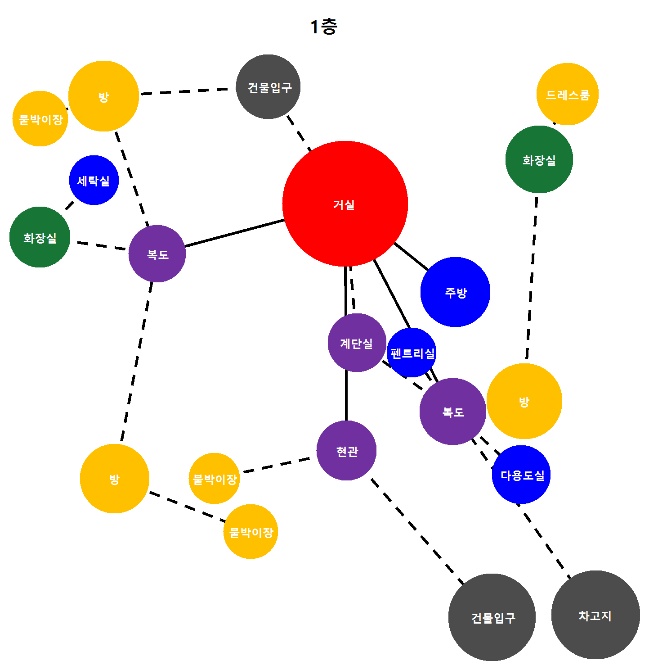 1층
방
건물입구
붙박이장
드레스룸
화장실
세탁실
거실
화장실
복도
주방
계단실
펜트리실
복도
방
현관
방
붙박이장
다용도실
붙박이장
건물입구
차고지